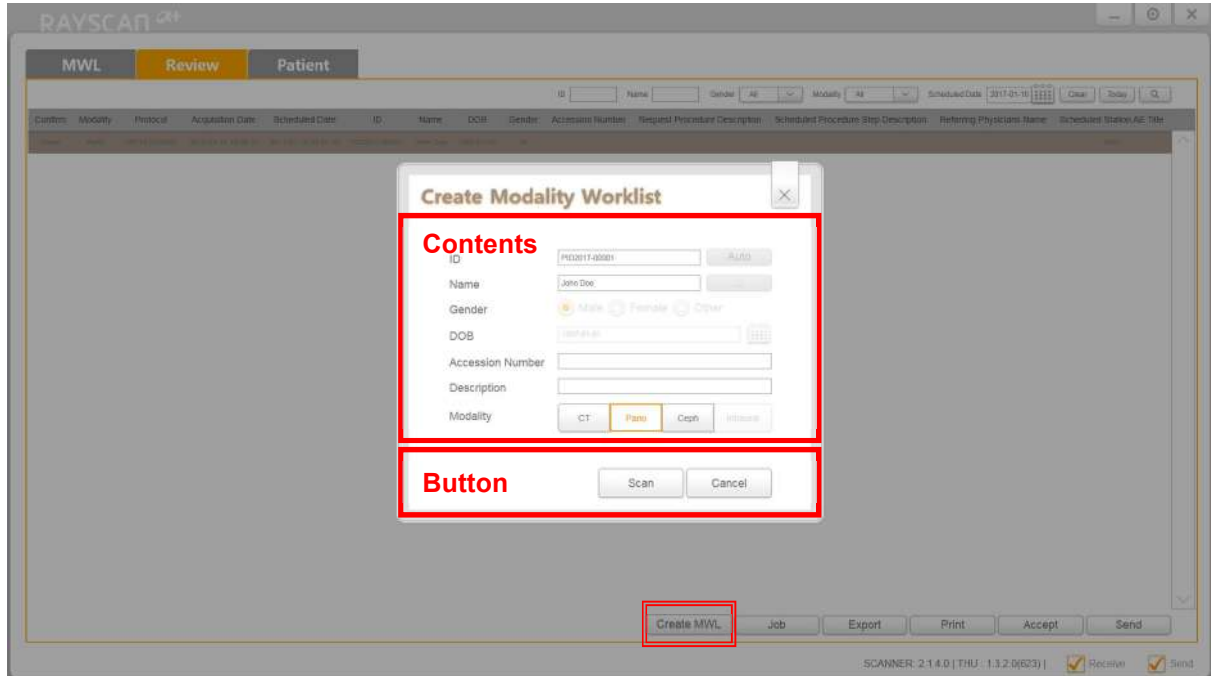 RAYSCAN α+
MWL Review Patient
ID Name Gender All Modality All Scheduled Date 2017-01-16 Clear Today
Confirm Modality Protocol Acquisition Date Scheduled Date ID Name DOB Gender Accession Number Request Procedure Description Scheduled Procedure Step Description Referring Physicians Name Scheduled Station AE Title
Create Modality Worklist
Contents
ID PID2017-00001 Auto
Name John Doe
Gender Male Female Other
DOB
Accession Number
Description
Modality CT Pano Ceph Intraoral
Button Scan Cancel
Create MWL Job Export Print Accept Send
SCANNER: 2.1.4.0 | THU : 1.3.2.0(623) | Receive Send